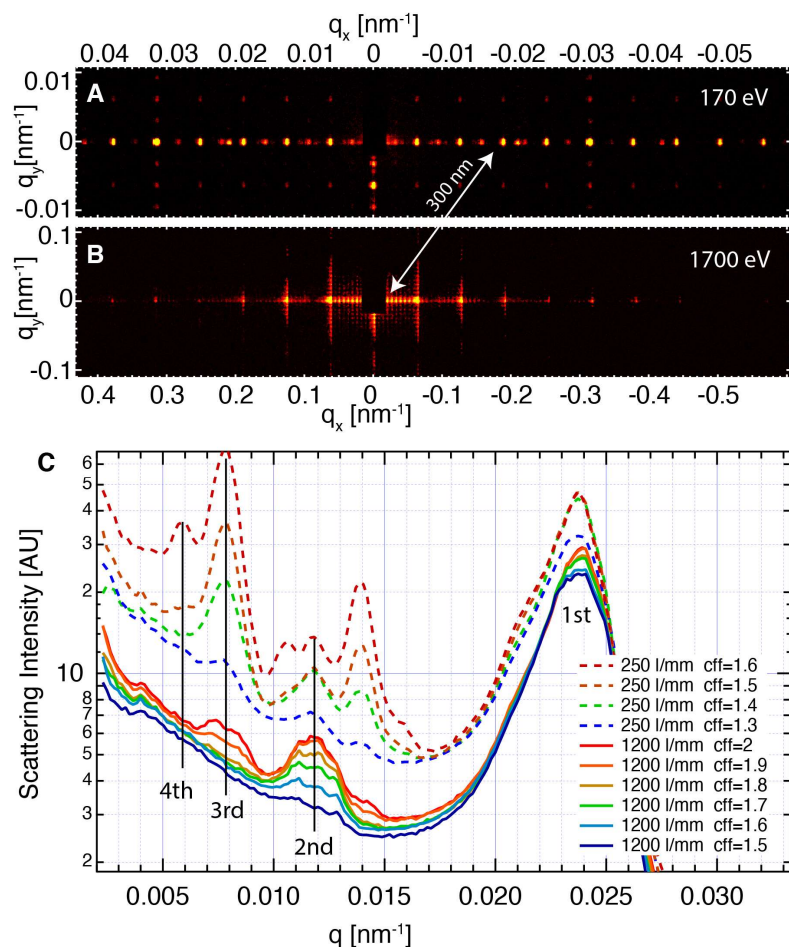 qx [nm-1]
0.04 0.03 0.02 0.01 0 -0.01 -0.02 -0.03 -0.04 -0.05
A
170 eV
0.01
0
-0.01
qy[nm-1]
300 nm
B
1700 eV
0.1
0
-0.1
qy[nm-1]
0.4 0.3 0.2 0.1 0 -0.1 -0.2 -0.3 -0.4 -0.5
qx [nm-1]
C
6
5
4
3
2
10
8
7
6
5
4
3
2
Scattering Intensity [AU]
4th
3rd
2nd
1st
250 l/mm cff=1.6
250 l/mm cff=1.5
250 l/mm cff=1.4
250 l/mm cff=1.3
1200 l/mm cff=2
1200 l/mm cff=1.9
1200 l/mm cff=1.8
1200 l/mm cff=1.7
1200 l/mm cff=1.6
1200 l/mm cff=1.5
0.005 0.010 0.015 0.020 0.025 0.030
q [nm-1]